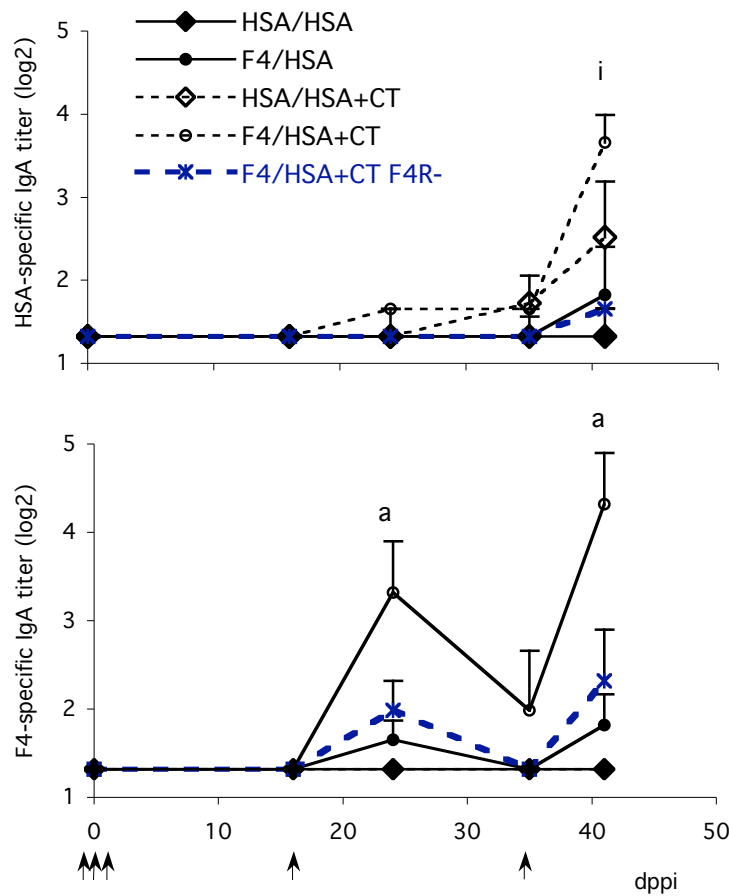 HSA/HSA
F4/HSA
HSA/HSA+CT
F4/HSA+CT
F4/HSA+CT F4R-
HSA-specific IgA titer (log2)
5
4
3
2
1
i
F4-specific IgA titer (log2)
5
4
3
2
1
a
a
0 10 20 30 40 50
dppi